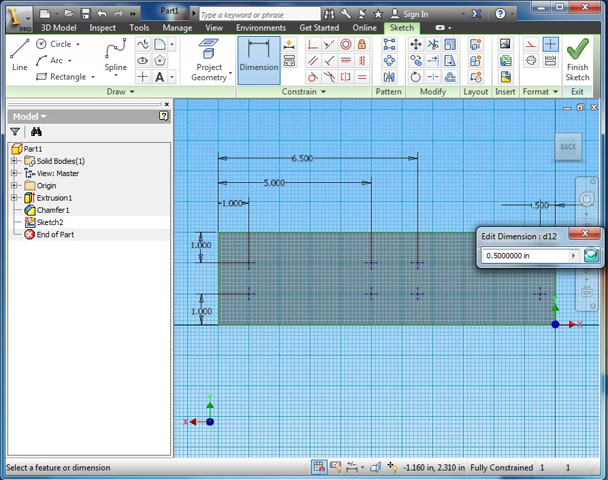 Part1
Type a keyword or phrase
Sign In
PRO
3D Model
Inspect
Tools
Manage
View
Environments
Get Started
Online
Sketch
Line
Circle
Arc
Rectangle
Spline
Project
Geometry
Dimension
Finish
Sketch
Draw
Constrain
Pattern
Modify
Layout
Insert
Format
Exit
Model
Part1
Solid Bodies(1)
View: Master
Origin
Extrusion1
Chamfer1
Sketch2
End of Part
BACK
6.500
5.000
1.000
.500
1.000
1.000
Edit Dimension : d12
0.5000000 in
X
Y
X
Select a feature or dimension
-1.160 in, 2.310 in
Fully Constrained
1
1